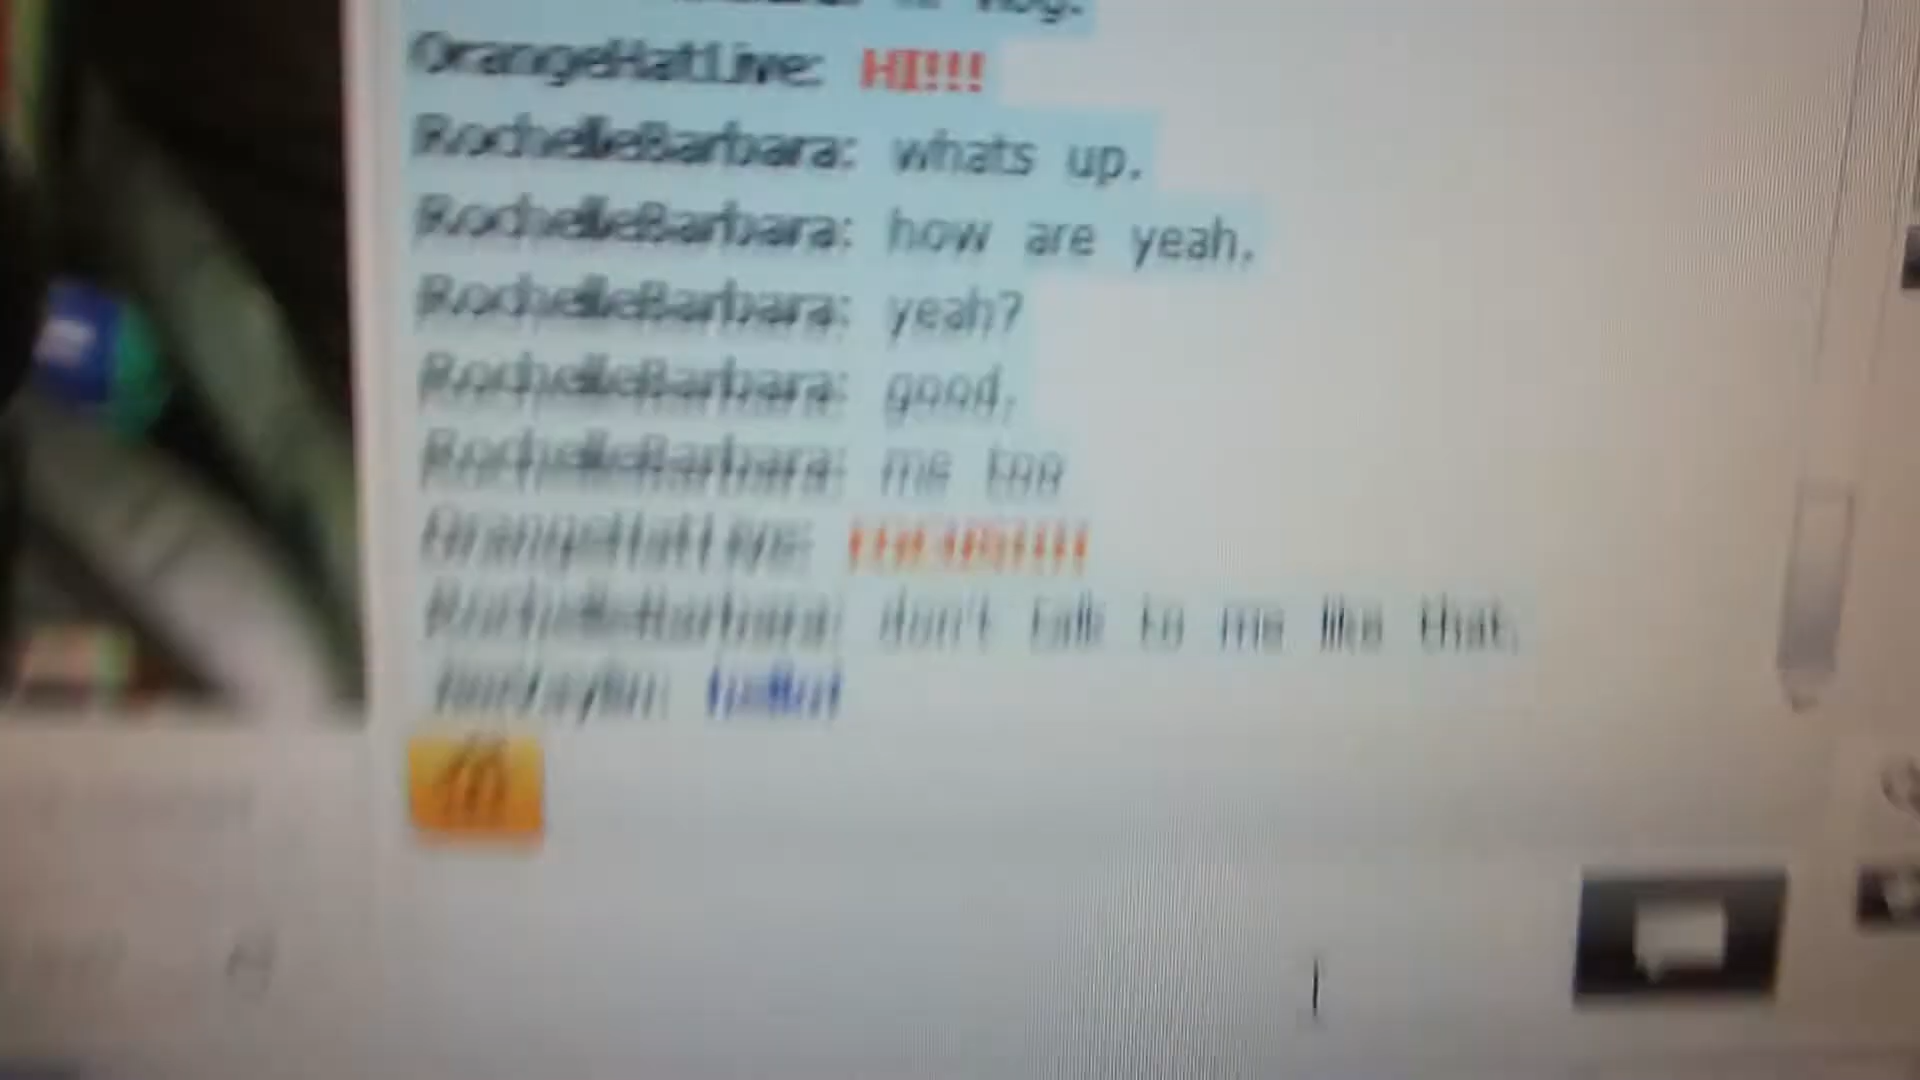 OrangeHatLive: HI!!!
RochelleBarbara: whats up.
RochelleBarbara: how are yeah.
RochelleBarbara: yeah?
RochelleBarbara: good.
RochelleBarbara: me too
OrangeHatLive:
RochelleBarbara: don't talk to me like that.